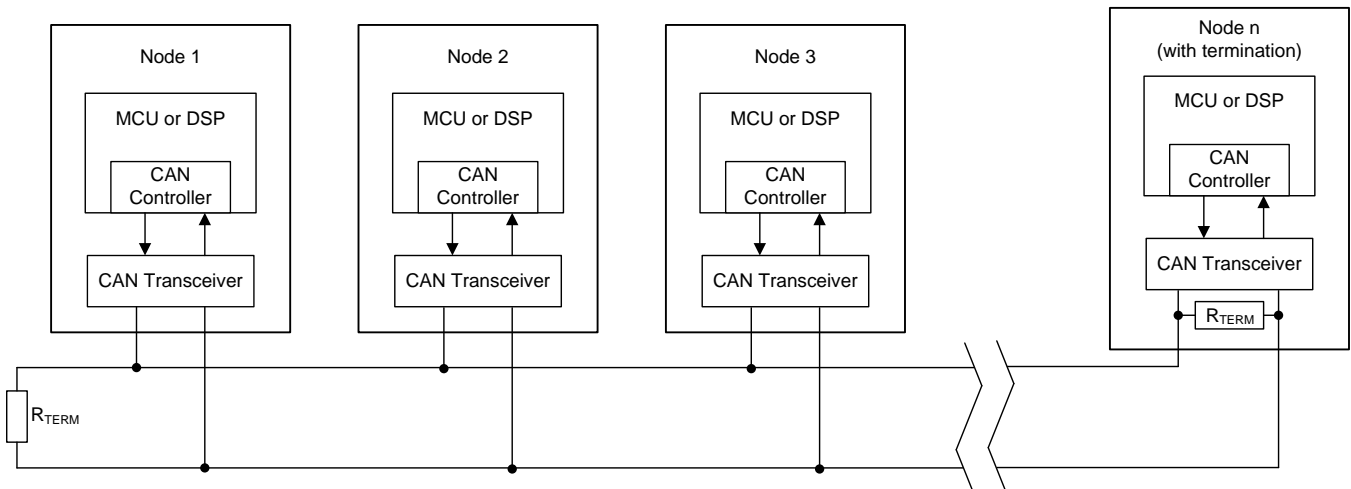 Node 1
MCU or DSP
CAN
Controller
CAN Transceiver
Node 2
MCU or DSP
CAN
Controller
CAN Transceiver
Node 3
MCU or DSP
CAN
Controller
CAN Transceiver
Node n
(with termination)
MCU or DSP
CAN
Controller
CAN Transceiver
RTERM
RTERM